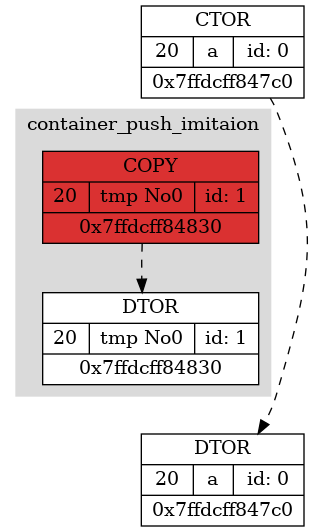 CTOR
20 a id: 0
0x7ffdcff847c0
container_push_imitaion
COPY
20 tmp No0 id: 1
0x7ffdcff84830
DTOR
20 tmp No0 id: 1
0x7ffdcff84830
DTOR
20 a id: 0
0x7ffdcff847c0